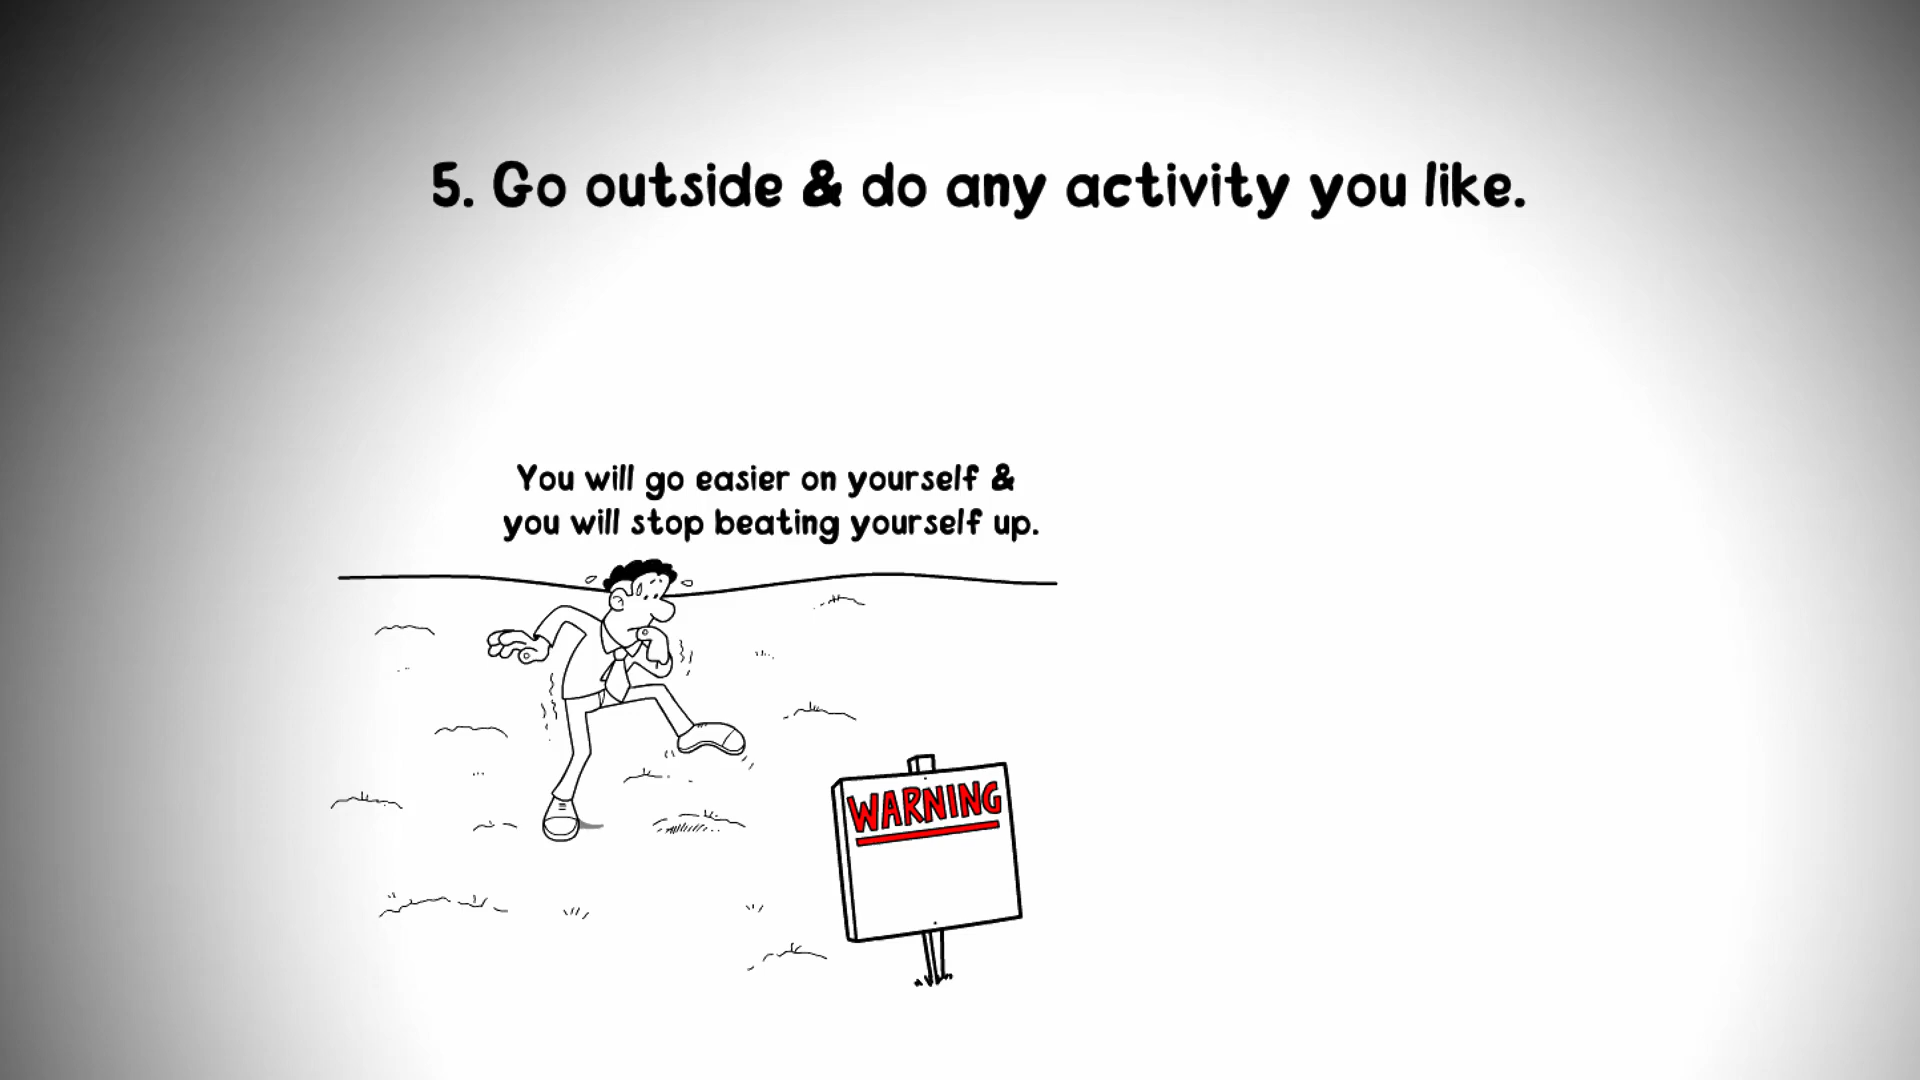 5. Go outside & do any activity you like.
You will go easier on yourself &
you will stop beating yourself up.
WARNING